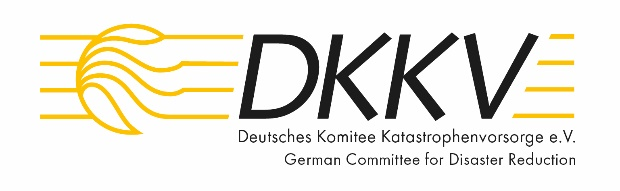 DKKV
Deutsches Komitee Katastrophenvorsorge e.V.
German Committee for Disaster Reduction